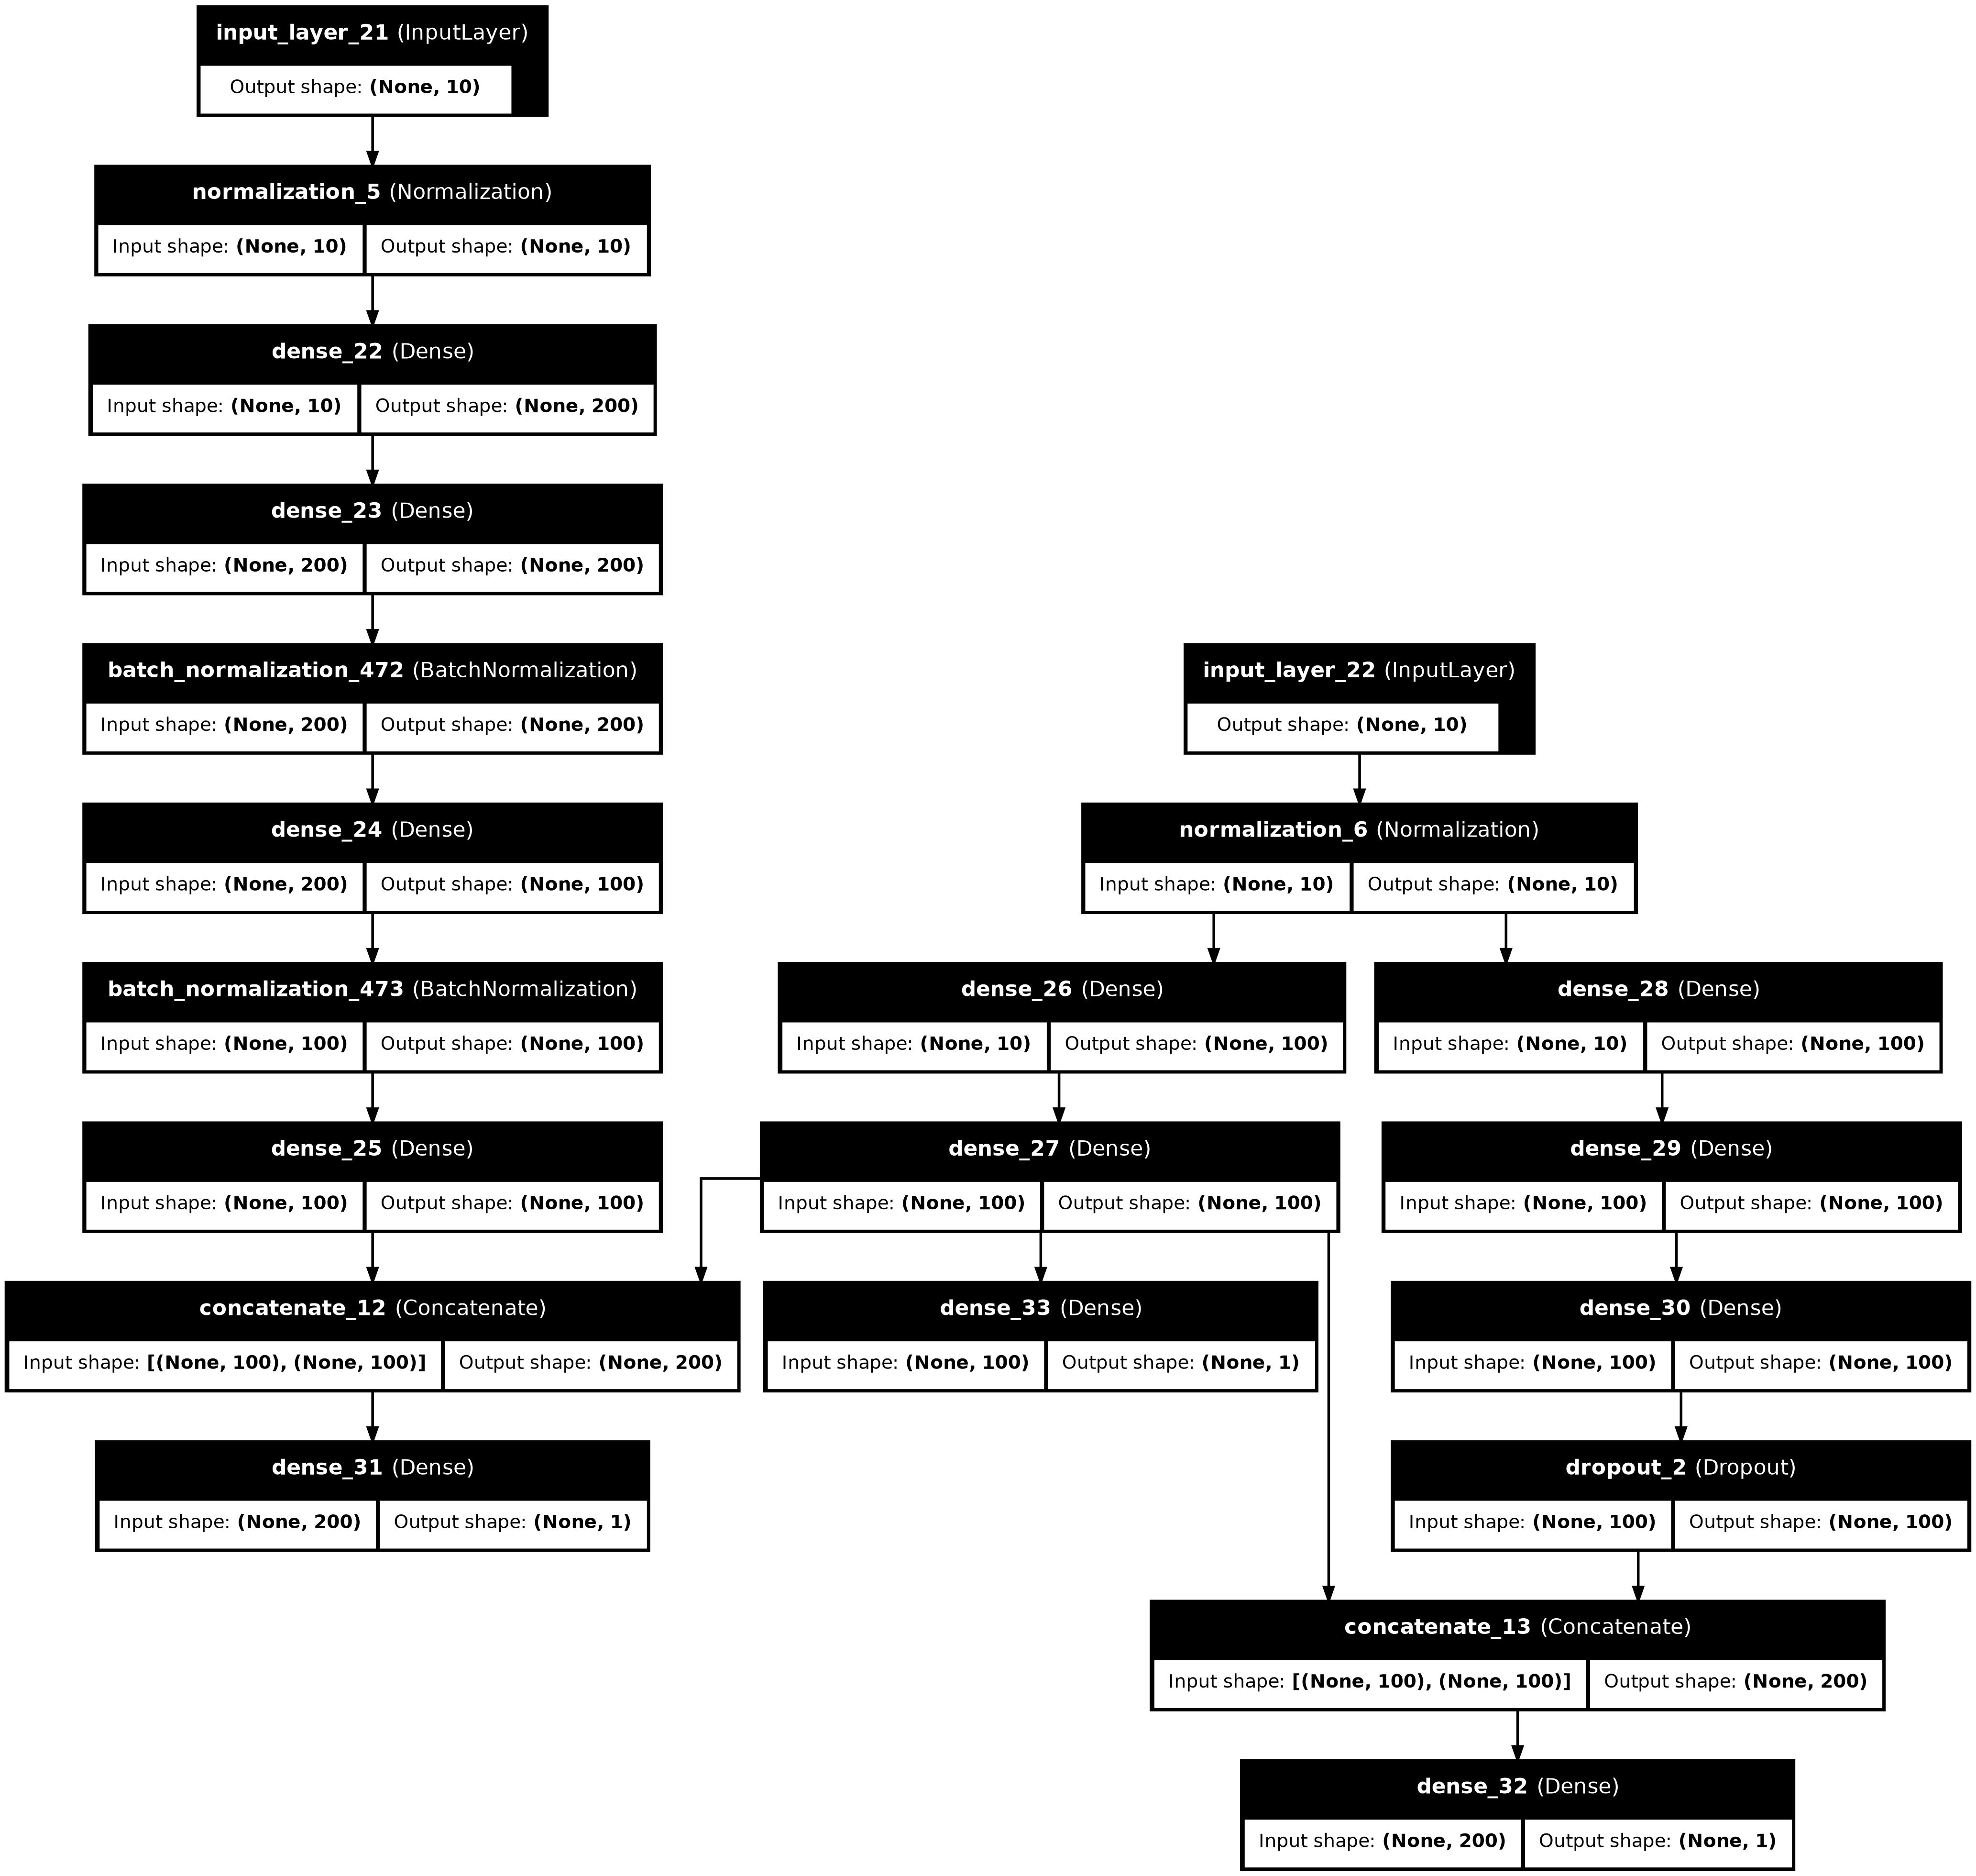 input_layer_21 (InputLayer)
Output shape: (None, 10)
normalization_5 (Normalization)
Input shape: (None, 10) Output shape: (None, 10)
dense_22 (Dense)
Input shape: (None, 10) Output shape: (None, 200)
dense_23 (Dense)
Input shape: (None, 200) Output shape: (None, 200)
batch_normalization_472 (BatchNormalization)
Input shape: (None, 200) Output shape: (None, 200)
dense_24 (Dense)
Input shape: (None, 200) Output shape: (None, 100)
batch_normalization_473 (BatchNormalization)
Input shape: (None, 100) Output shape: (None, 100)
dense_25 (Dense)
Input shape: (None, 100) Output shape: (None, 100)
concatenate_12 (Concatenate)
Input shape: [(None, 100), (None, 100)] Output shape: (None, 200)
dense_31 (Dense)
Input shape: (None, 200) Output shape: (None, 1)
input_layer_22 (InputLayer)
Output shape: (None, 10)
normalization_6 (Normalization)
Input shape: (None, 10) Output shape: (None, 10)
dense_26 (Dense)
Input shape: (None, 10) Output shape: (None, 100)
dense_27 (Dense)
Input shape: (None, 100) Output shape: (None, 100)
dense_33 (Dense)
Input shape: (None, 100) Output shape: (None, 1)
dense_28 (Dense)
Input shape: (None, 10) Output shape: (None, 100)
dense_29 (Dense)
Input shape: (None, 100) Output shape: (None, 100)
dense_30 (Dense)
Input shape: (None, 100) Output shape: (None, 100)
dropout_2 (Dropout)
Input shape: (None, 100) Output shape: (None, 100)
concatenate_13 (Concatenate)
Input shape: [(None, 100), (None, 100)] Output shape: (None, 200)
dense_32 (Dense)
Input shape: (None, 200) Output shape: (None, 1)